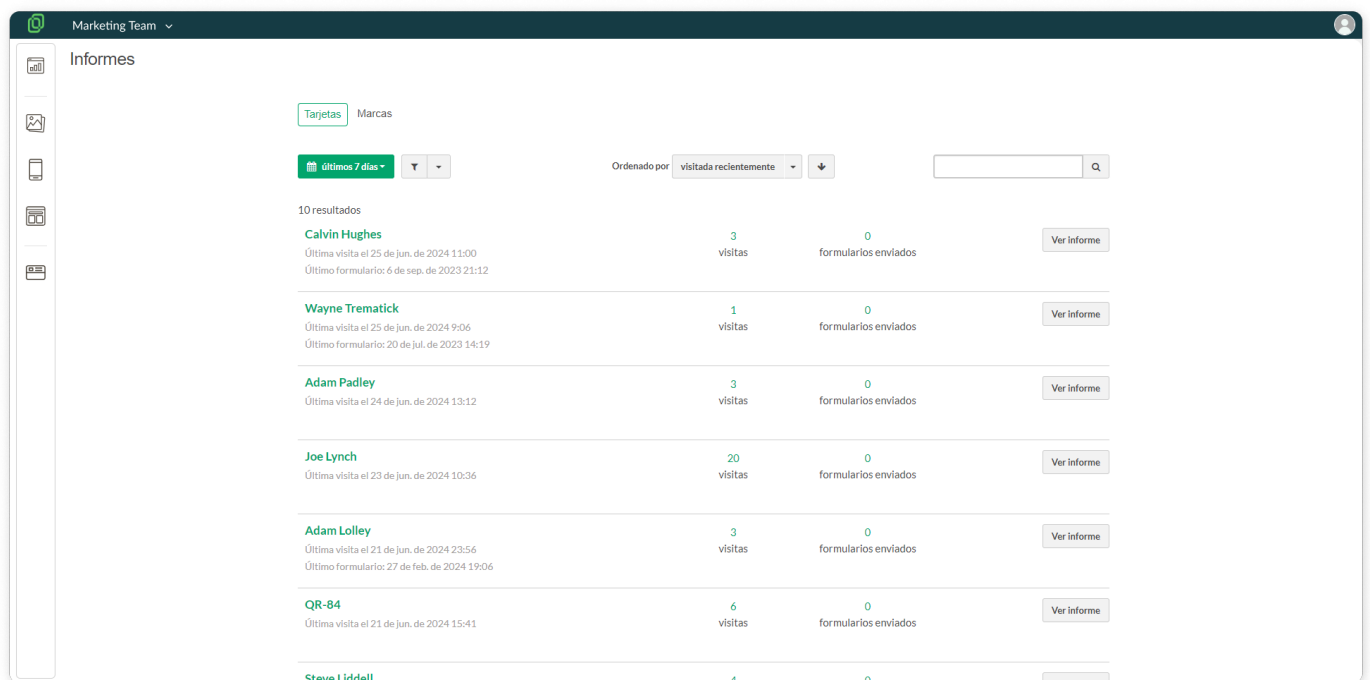 Marketing Team
Informes
Tarjetas Marcas
últimos 7 días Ordenado por visitada recientemente
10 resultados
Calvin Hughes 3 0 Ver informe
Última visita el 25 de jun. de 2024 11:00 visitas formularios enviados
Último formulario: 6 de sep. de 2023 21:12
Wayne Trematick 1 0 Ver informe
Última visita el 25 de jun. de 2024 9:06 visitas formularios enviados
Último formulario: 20 de jul. de 2023 14:19
Adam Padley 3 0 Ver informe
Última visita el 24 de jun. de 2024 13:12 visitas formularios enviados
Joe Lynch 20 0 Ver informe
Última visita el 23 de jun. de 2024 10:36 visitas formularios enviados
Adam Lolley 3 0 Ver informe
Última visita el 21 de jun. de 2024 23:56 visitas formularios enviados
Último formulario: 27 de feb. de 2024 19:06
QR-84 6 0 Ver informe
Última visita el 21 de jun. de 2024 15:41 visitas formularios enviados
Steve Liddell 4 0